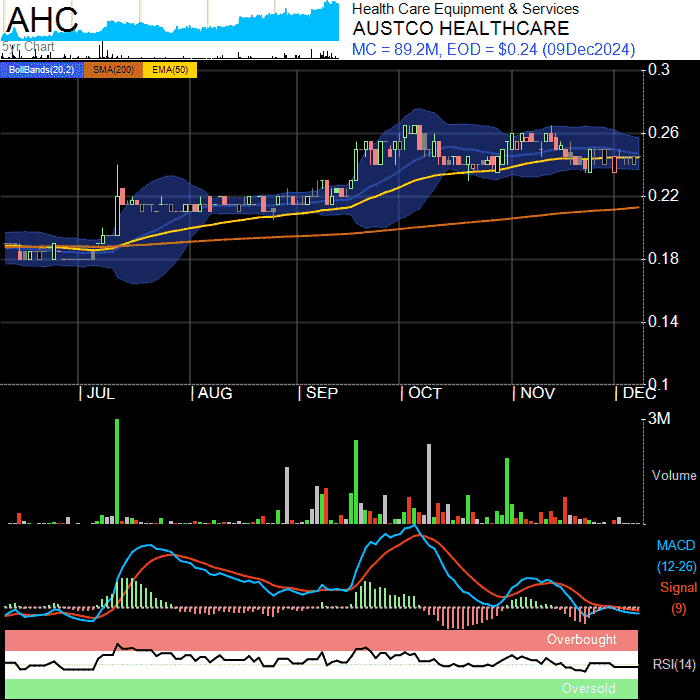 AHC
5yr Chart
Health Care Equipment & Services
AUSTCO HEALTHCARE
MC = 89.2M, EOD = $0.24 (09Dec2024)
BollBands(20,2) SMA(200) EMA(50)
0.3
0.26
0.22
0.18
0.14
0.1
| JUL | AUG | SEP | OCT | NOV | DEC
3M
Volume
MACD
(12-26)
Signal
(9)
Overbought
RSI(14)
Oversold